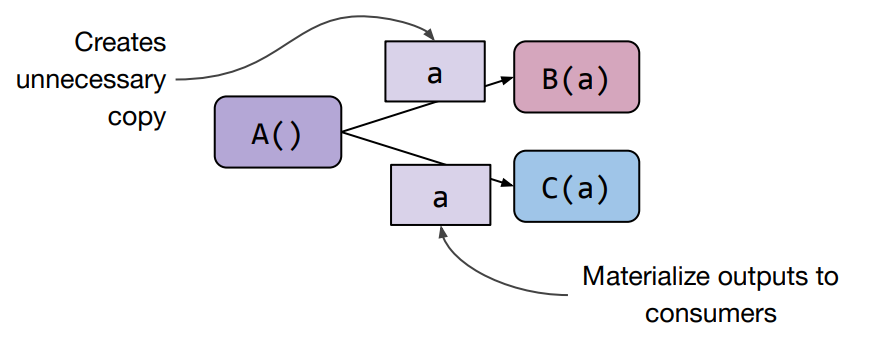 Creates
unnecessary
copy
a
B(a)
A()
a
C(a)
Materialize outputs to
consumers